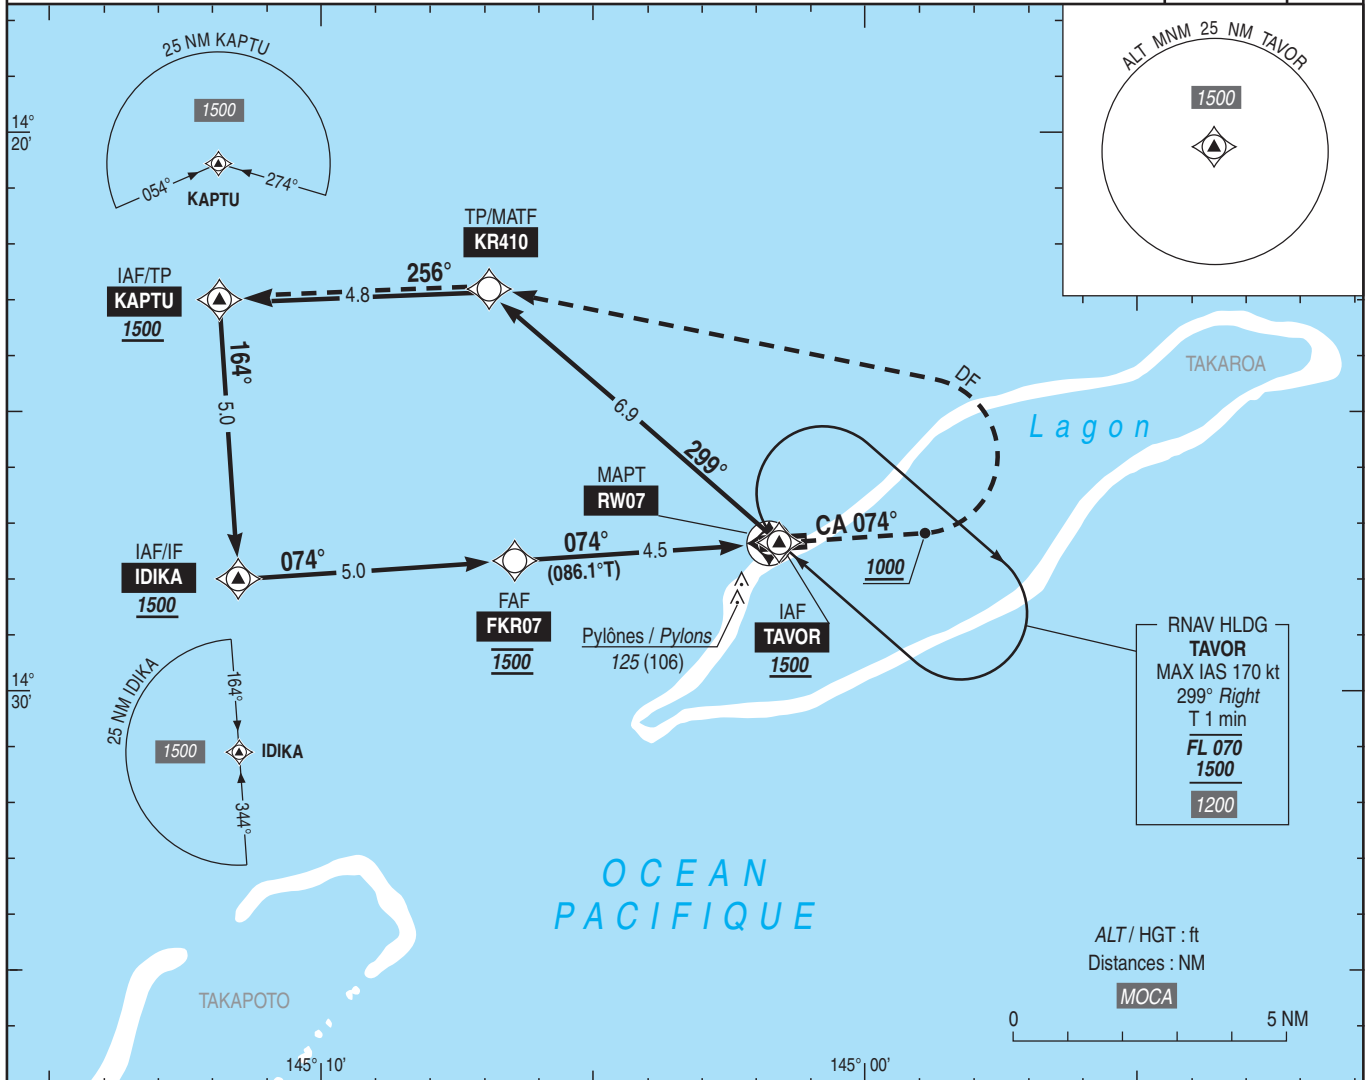 25 NM KAPTU
1500
054°
274°
KAPTU
ALT MNM 25 NM TAVOR
1500
14°
20'
TP/MATF
KR410
IAF/TP
KAPTU
1500
256°
4.8
164°
5.0
6.9
299°
DF
TAKAROA
Lagon
MAPT
RW07
CA 074°
1000
IAF/IF
IDIKA
1500
074°
5.0
074°
(086.1°T)
4.5
FAF
FKR07
1500
Pylônes / Pylons
125 (106)
IAF
TAVOR
1500
RNAV HLDG
TAVOR
MAX IAS 170 kt
299° Right
T 1 min
FL 070
1500
1200
14°
30'
25 NM IDIKA
164°
1500
IDIKA
344°
OCEAN
PACIFIQUE
TAKAPOTO
ALT / HGT : ft
Distances : NM
MOCA
0
5 NM
145° 10'
145° 00'